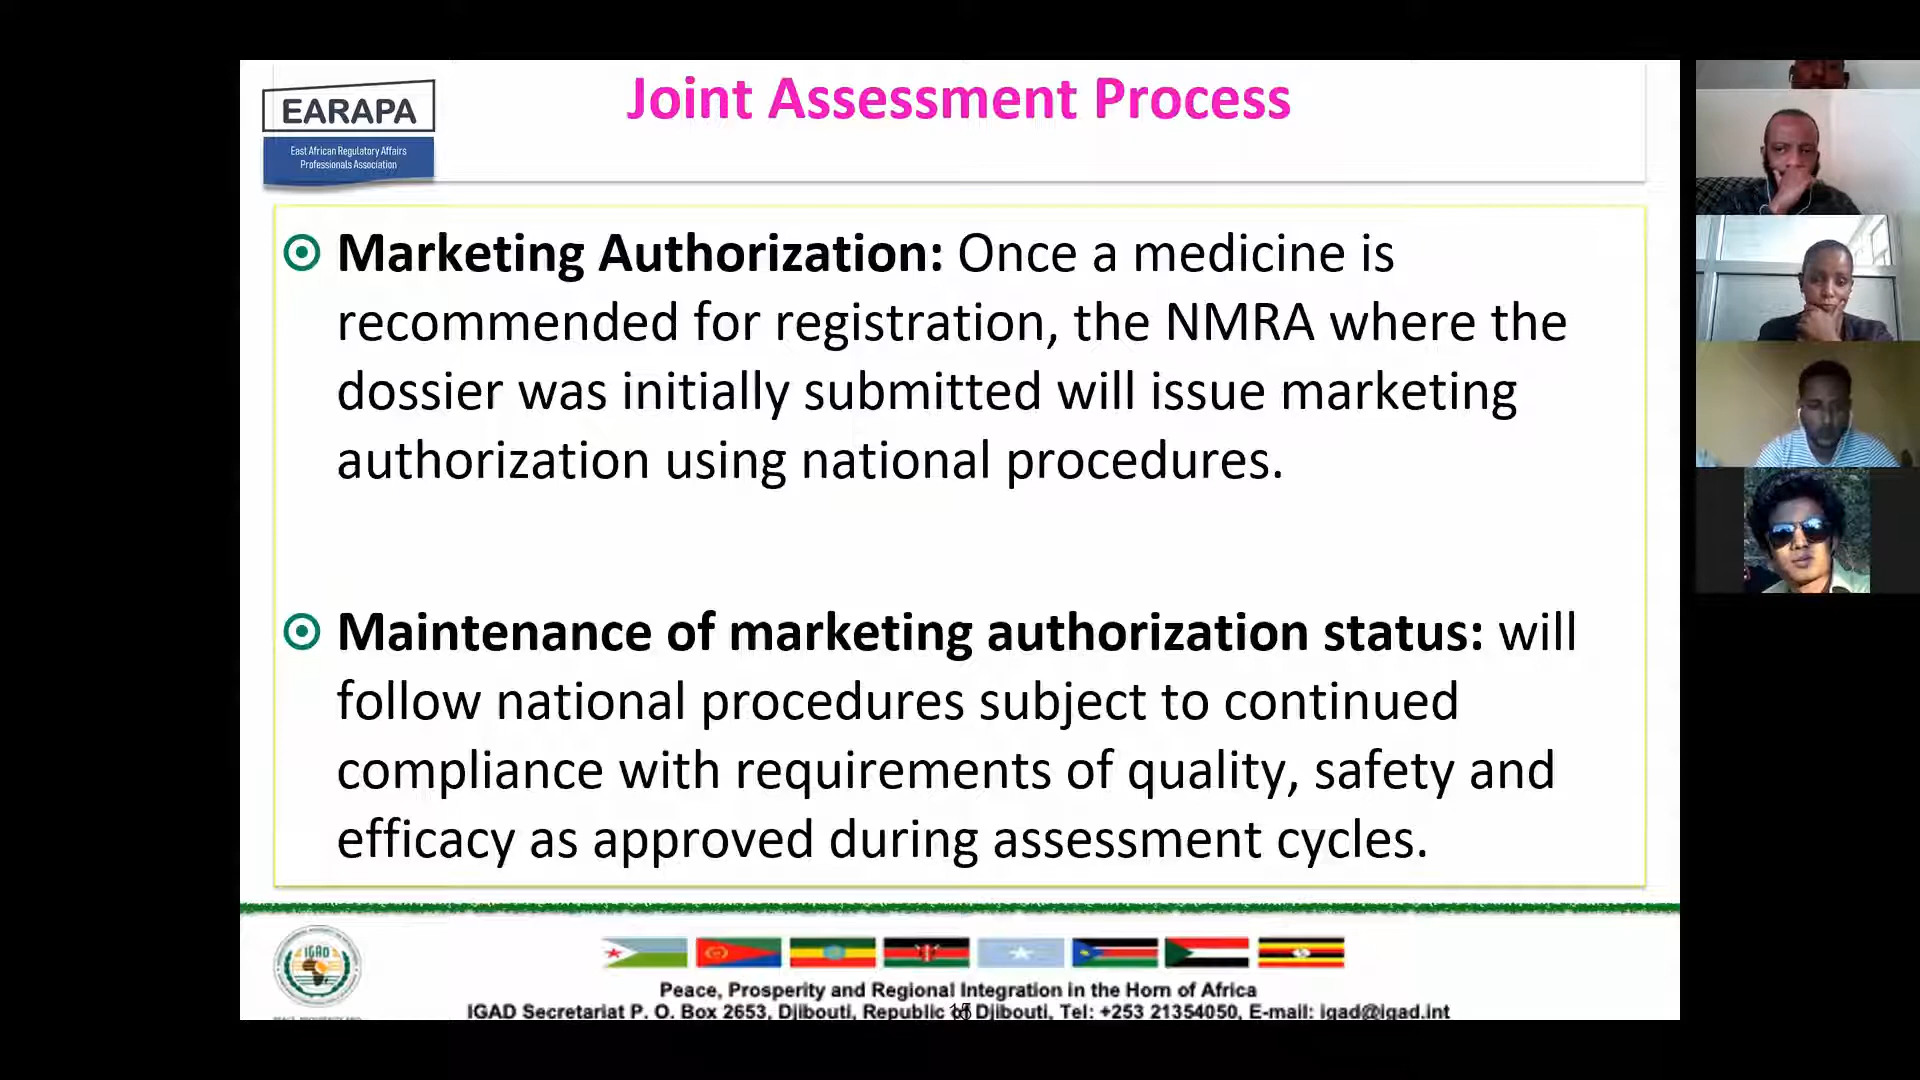 Joint Assessment Process
EARAPA
East African Regulatory Affairs
Professionals Association
Marketing Authorization: Once a medicine is
recommended for registration, the NMRA where the
dossier was initially submitted will issue marketing
authorization using national procedures.
Maintenance of marketing authorization status: will
follow national procedures subject to continued
compliance with requirements of quality, safety and
efficacy as approved during assessment cycles.
IGAD
Peace, Prosperity and Regional Integration in the Horn of Africa
IGAD Secretariat P. O. Box 2653, Djibouti, Republic of Djibouti, Tel: +253 21354050, E-mail: igad@igad.int
15